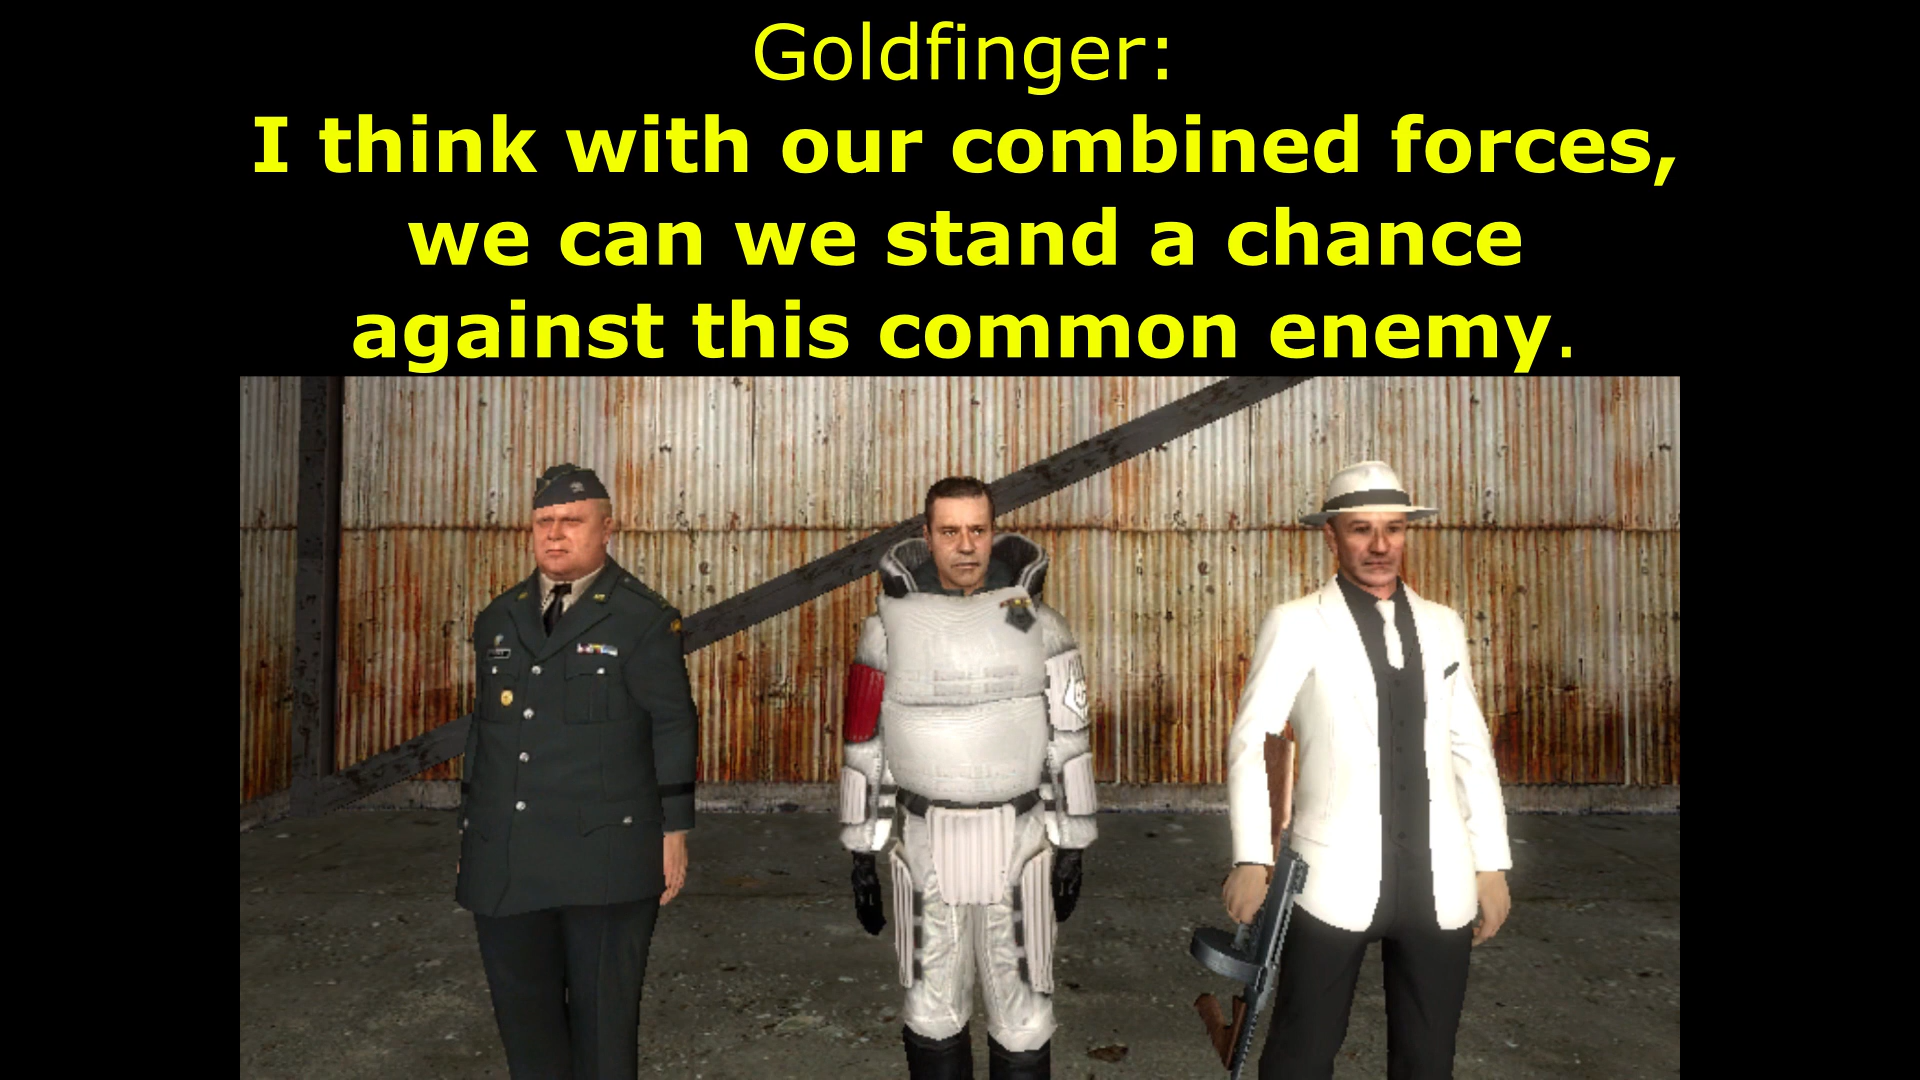 Goldfinger:
I think with our combined forces,
we can we stand a chance
against this common enemy.